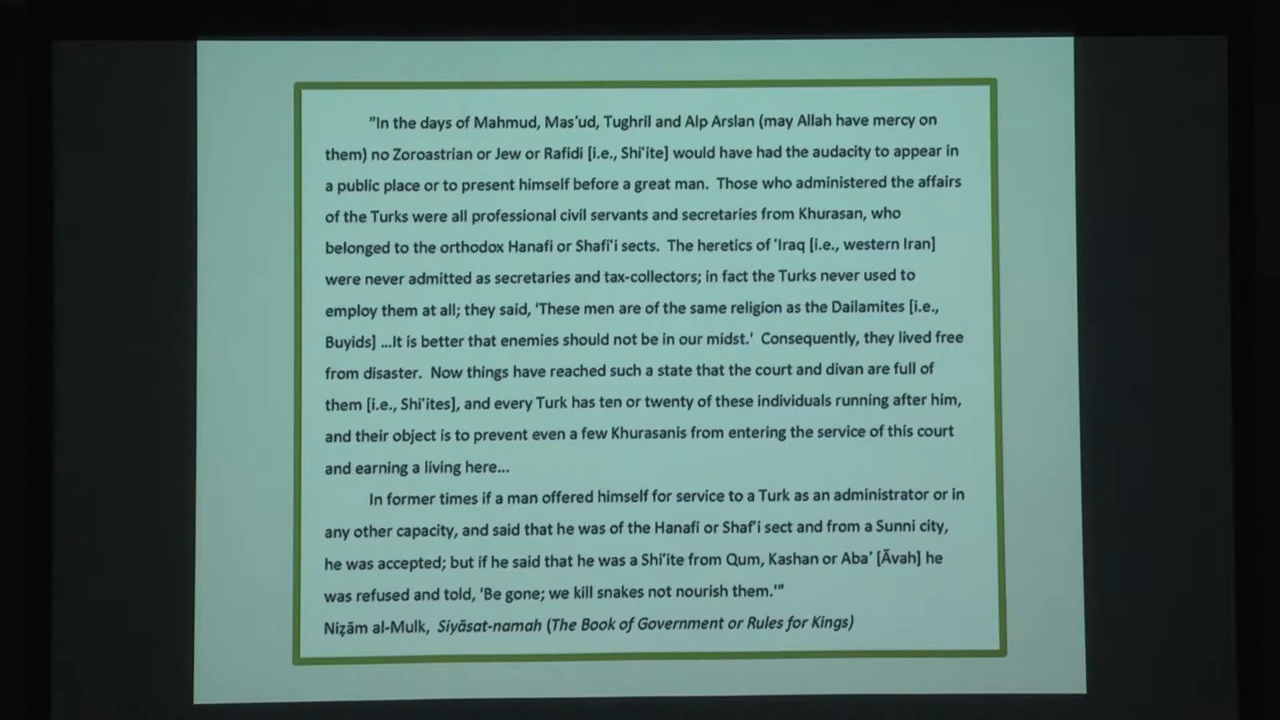 "In the days of Mahmud, Mas'ud, Tughril and Alp Arslan (may Allah have mercy on
them) no Zoroastrian or Jew or Rafidi [i.e., Shi'ite] would have had the audacity to appear in
a public place or to present himself before a great man.  Those who administered the affairs
of the Turks were all professional civil servants and secretaries from Khurasan, who
belonged to the orthodox Hanafi or Shafi'i sects.  The heretics of 'Iraq [i.e., western Iran]
were never admitted as secretaries and tax-collectors; in fact the Turks never used to
employ them at all; they said, 'These men are of the same religion as the Dailamites [i.e.,
Buyids] ...It is better that enemies should not be in our midst.'  Consequently, they lived free
from disaster.  Now things have reached such a state that the court and divan are full of
them [i.e., Shi'ites], and every Turk has ten or twenty of these individuals running after him,
and their object is to prevent even a few Khurasanis from entering the service of this court
and earning a living here...
In former times if a man offered himself for service to a Turk as an administrator or in
any other capacity, and said that he was of the Hanafi or Shaf'i sect and from a Sunni city,
he was accepted; but if he said that he was a Shi'ite from Qum, Kashan or Aba' [Āvah] he
was refused and told, 'Be gone; we kill snakes not nourish them.'"
Niẓām al-Mulk,  Siyāsat-namah (The Book of Government or Rules for Kings)